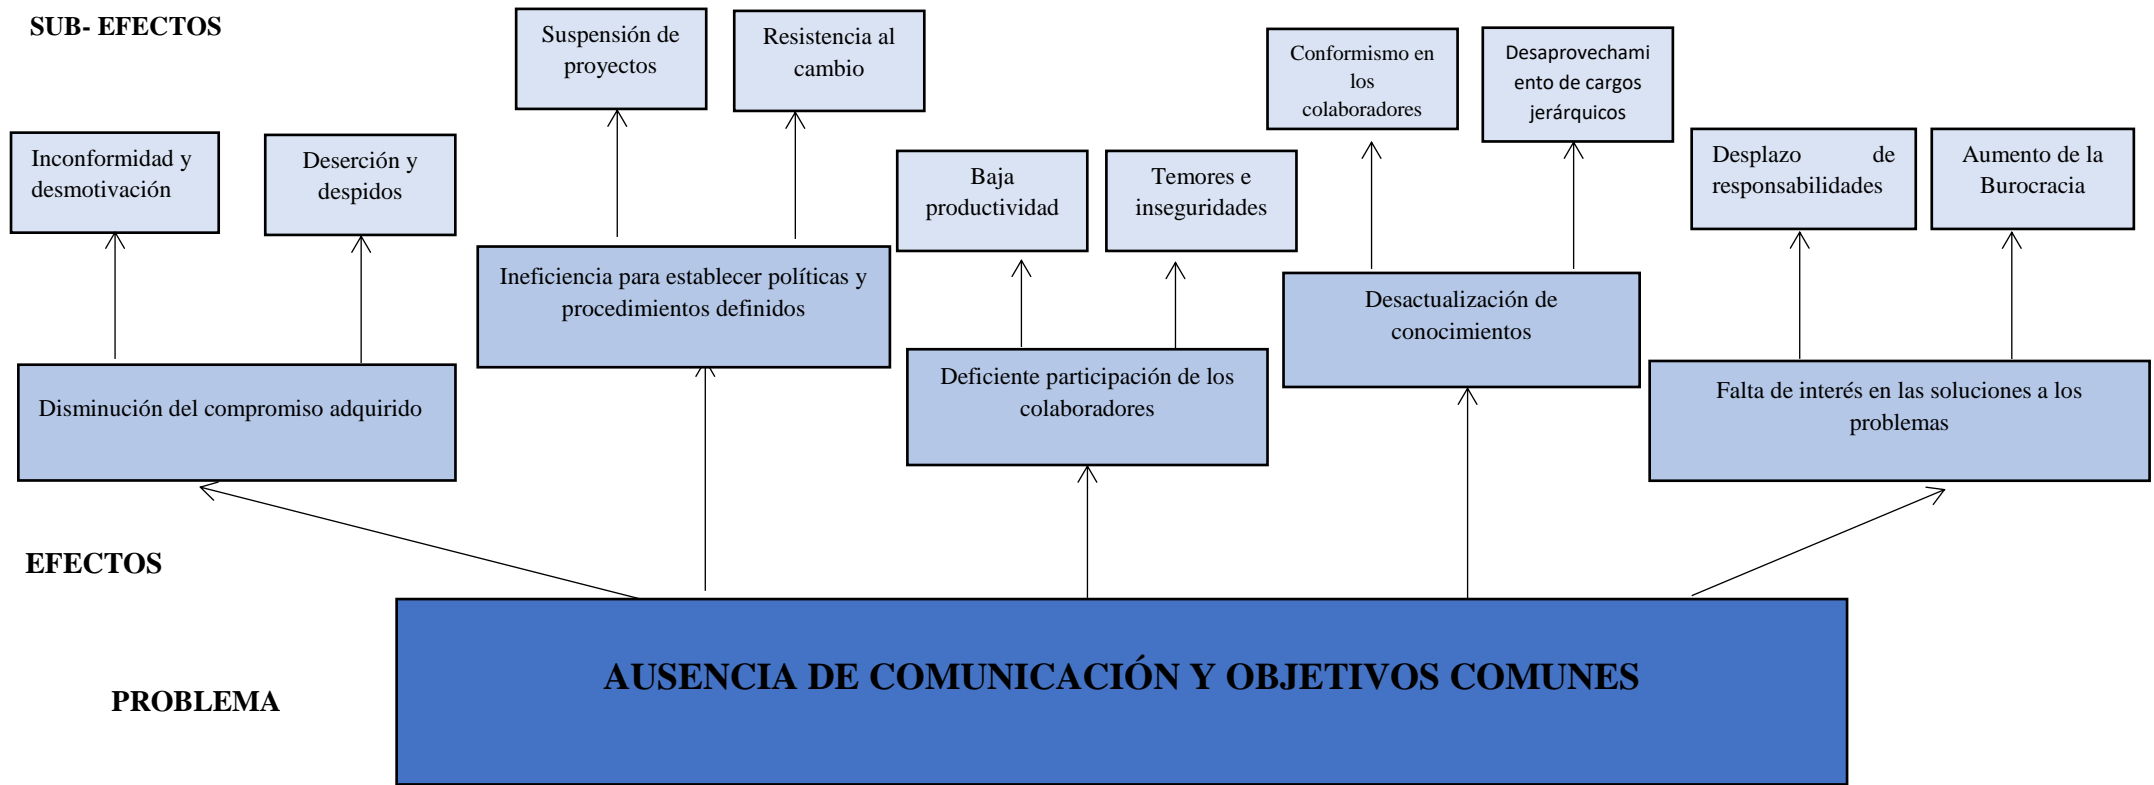 SUB- EFECTOS
Suspensión de
proyectos
Resistencia al
cambio
Conformismo en
los
colaboradores
Desaprovechami
ento de cargos
jerárquicos
Inconformidad y
desmotivación
Deserción y
despidos
Baja
productividad
Temores e
inseguridades
Desplazo de
responsabilidades
Aumento de la
Burocracia
Disminución del compromiso adquirido
Ineficiencia para establecer políticas y
procedimientos definidos
Deficiente participación de los
colaboradores
Desactualización de
conocimientos
Falta de interés en las soluciones a los
problemas
EFECTOS
PROBLEMA
AUSENCIA DE COMUNICACIÓN Y OBJETIVOS COMUNES